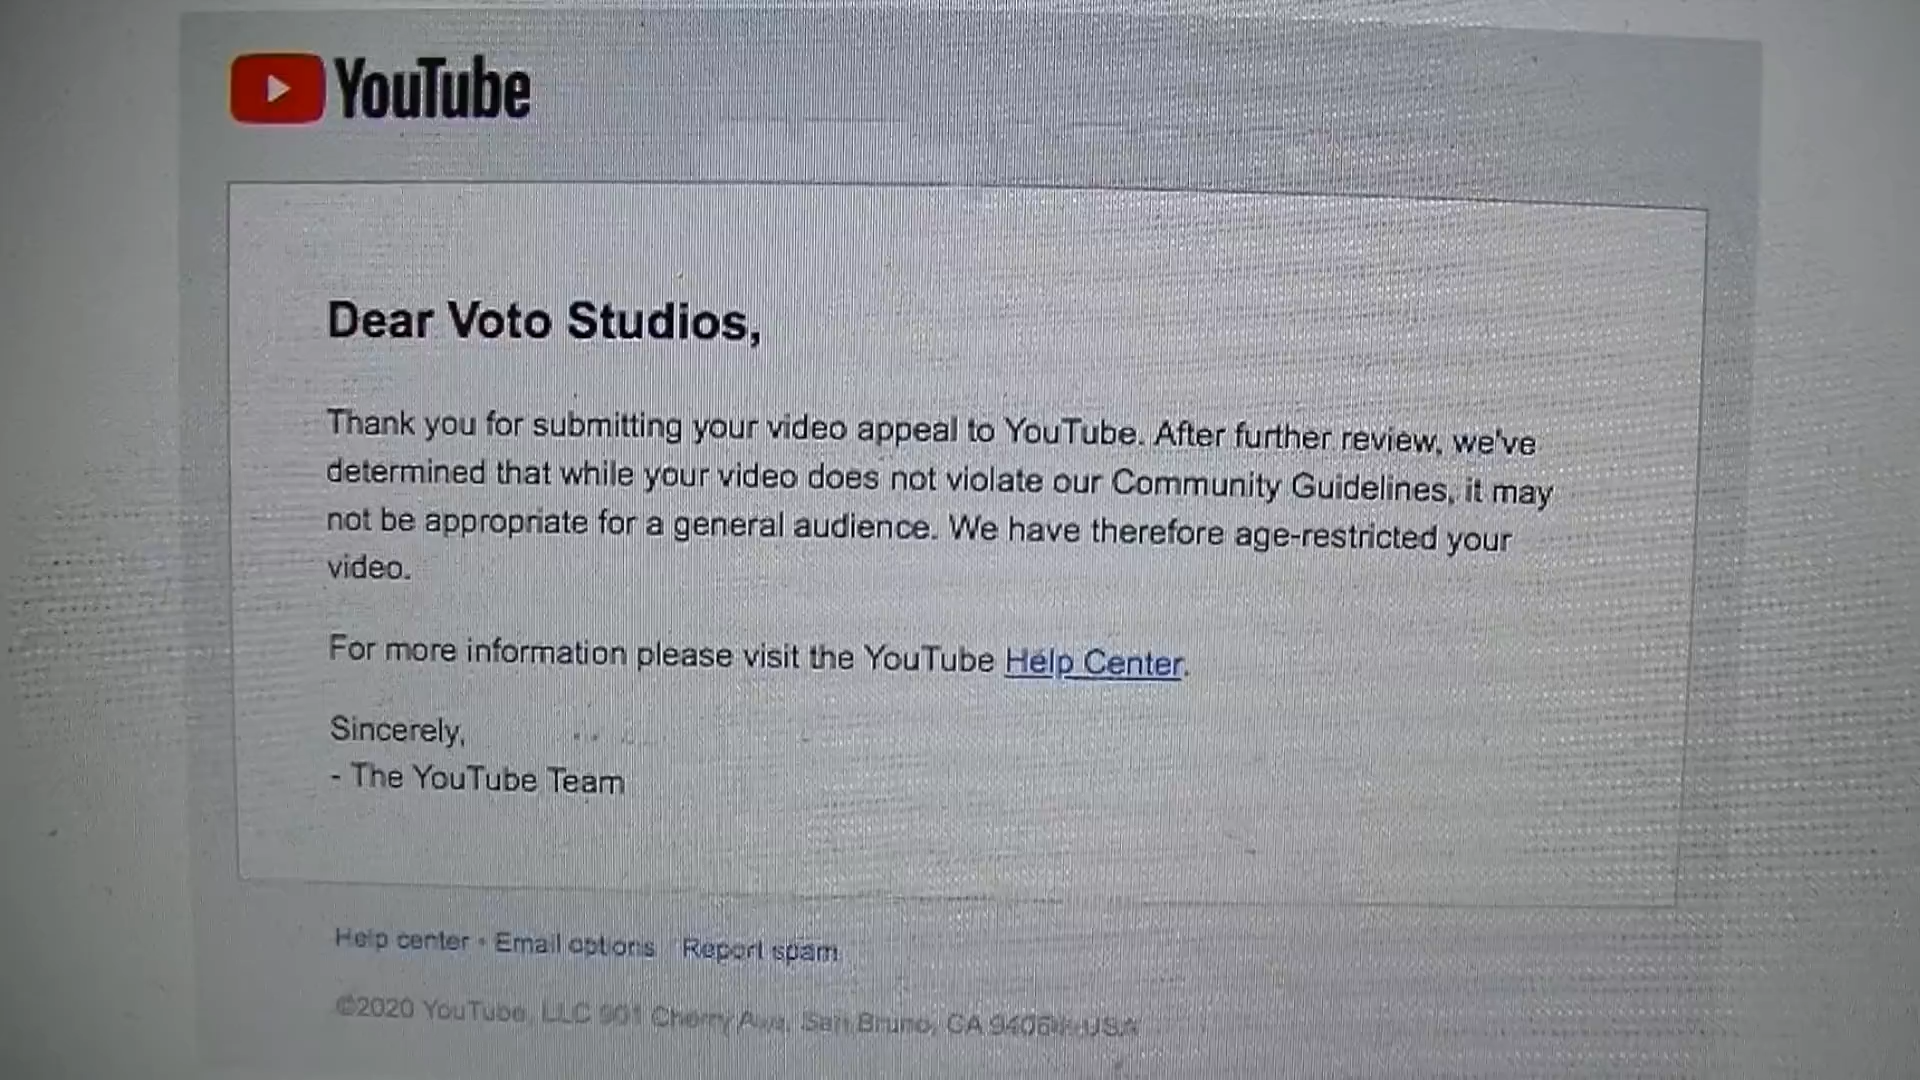 YouTube
Dear Voto Studios,
Thank you for submitting your video appeal to YouTube. After further review, we've
determined that while your video does not violate our Community Guidelines, it may
not be appropriate for a general audience. We have therefore age-restricted your
video.
For more information please visit the YouTube Help Center.
Sincerely,
- The YouTube Team
Help center • Email options Report spam
©2020 YouTube, LLC 901 Cherry Ave, San Bruno, CA USA